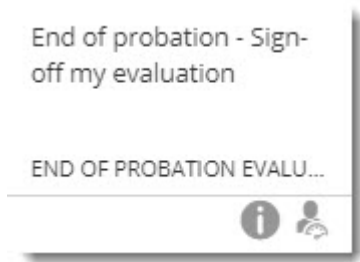 End of probation - Sign-
off my evaluation
END OF PROBATION EVALU...